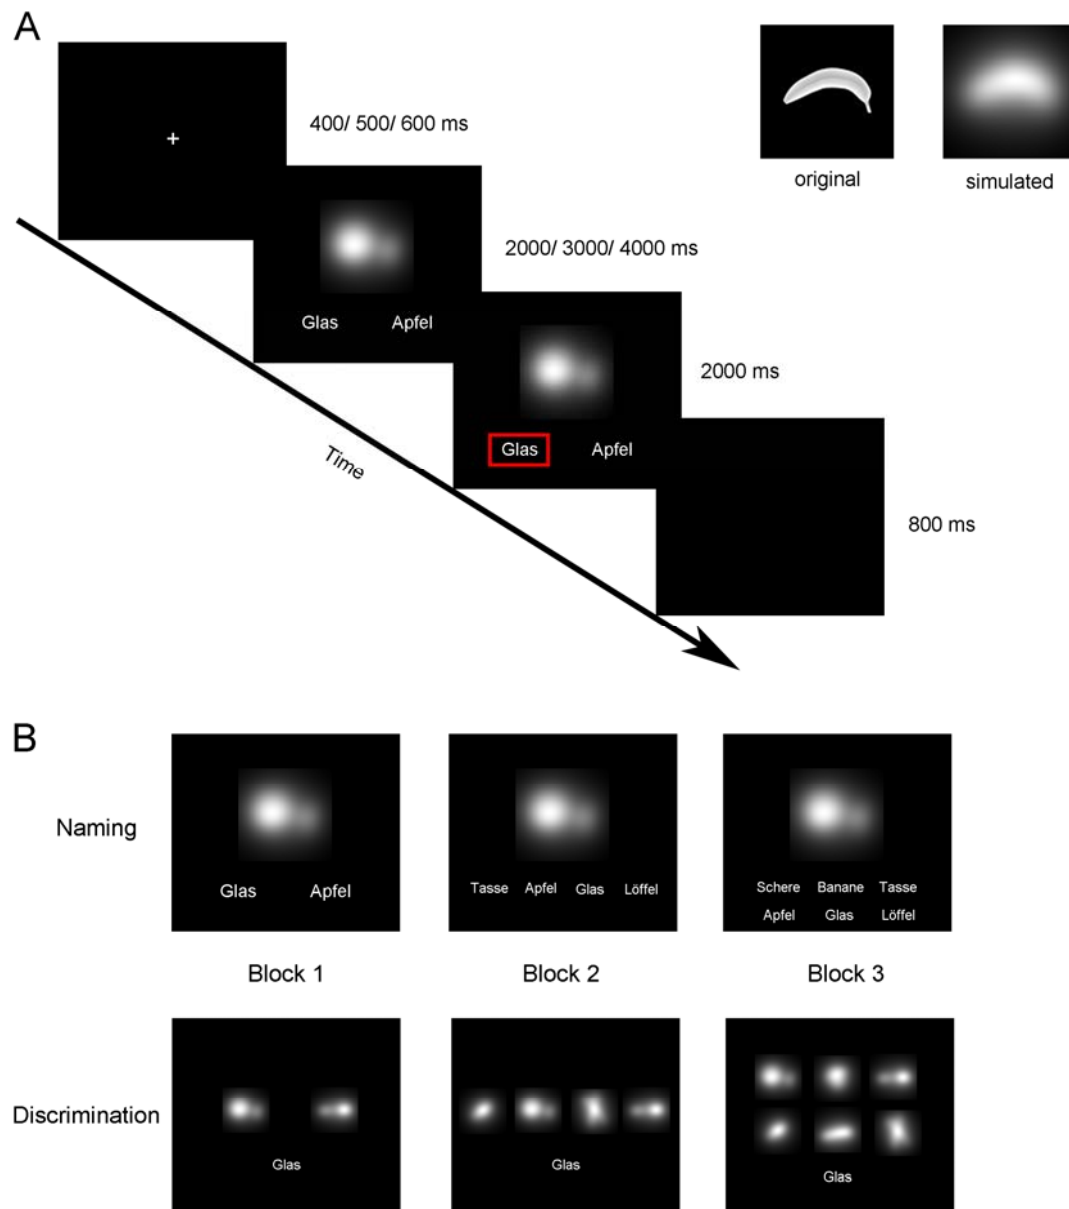 A
+
400/ 500/ 600 ms
original
simulated
2000/ 3000/ 4000 ms
Glas Apfel
2000 ms
Glas Apfel
Time
800 ms
B
Naming
Glas Apfel
Tasse Apfel Glas Löffel
Schere Banane Tasse
Apfel Glas Löffel
Block 1
Block 2
Block 3
Discrimination
Glas
Glas
Glas